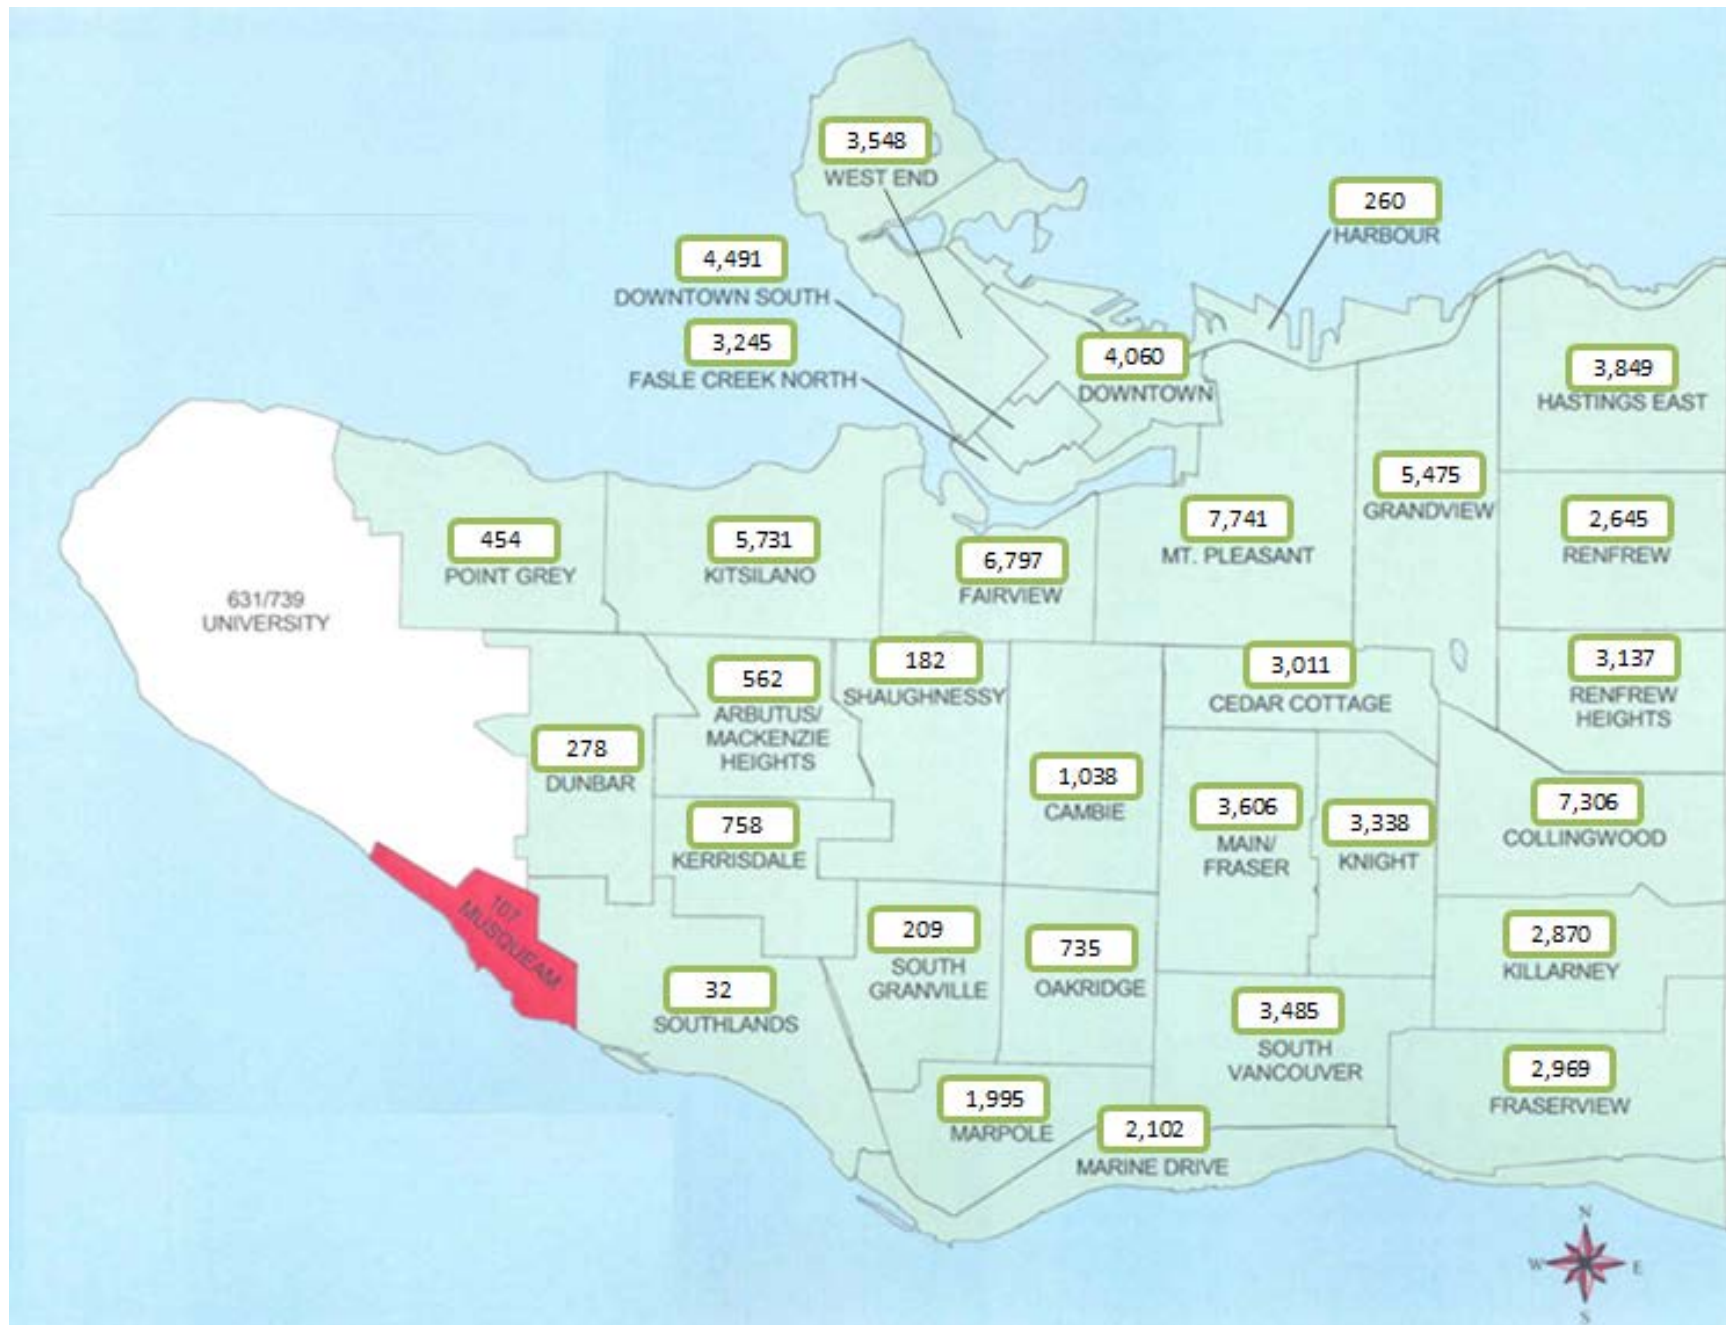 3,548
WEST END
260
HARBOUR
4,491
DOWNTOWN SOUTH
3,245
FASLE CREEK NORTH
4,060
DOWNTOWN
3,849
HASTINGS EAST
5,475
GRANDVIEW
454
POINT GREY
5,731
KITSILANO
6,797
FAIRVIEW
7,741
MT. PLEASANT
2,645
RENFREW
631/739
UNIVERSITY
562
ARBUTUS/
MACKENZIE
HEIGHTS
182
SHAUGHNESSY
3,011
CEDAR COTTAGE
3,137
RENFREW
HEIGHTS
278
DUNBAR
758
KERRISDALE
1,038
CAMBIE
3,606
MAIN/
FRASER
3,338
KNIGHT
7,306
COLLINGWOOD
107
MUSQUEAM
209
SOUTH
GRANVILLE
735
OAKRIDGE
2,870
KILLARNEY
32
SOUTHLANDS
3,485
SOUTH
VANCOUVER
2,969
FRASERVIEW
1,995
MARPOLE
2,102
MARINE DRIVE
N
W
E
S